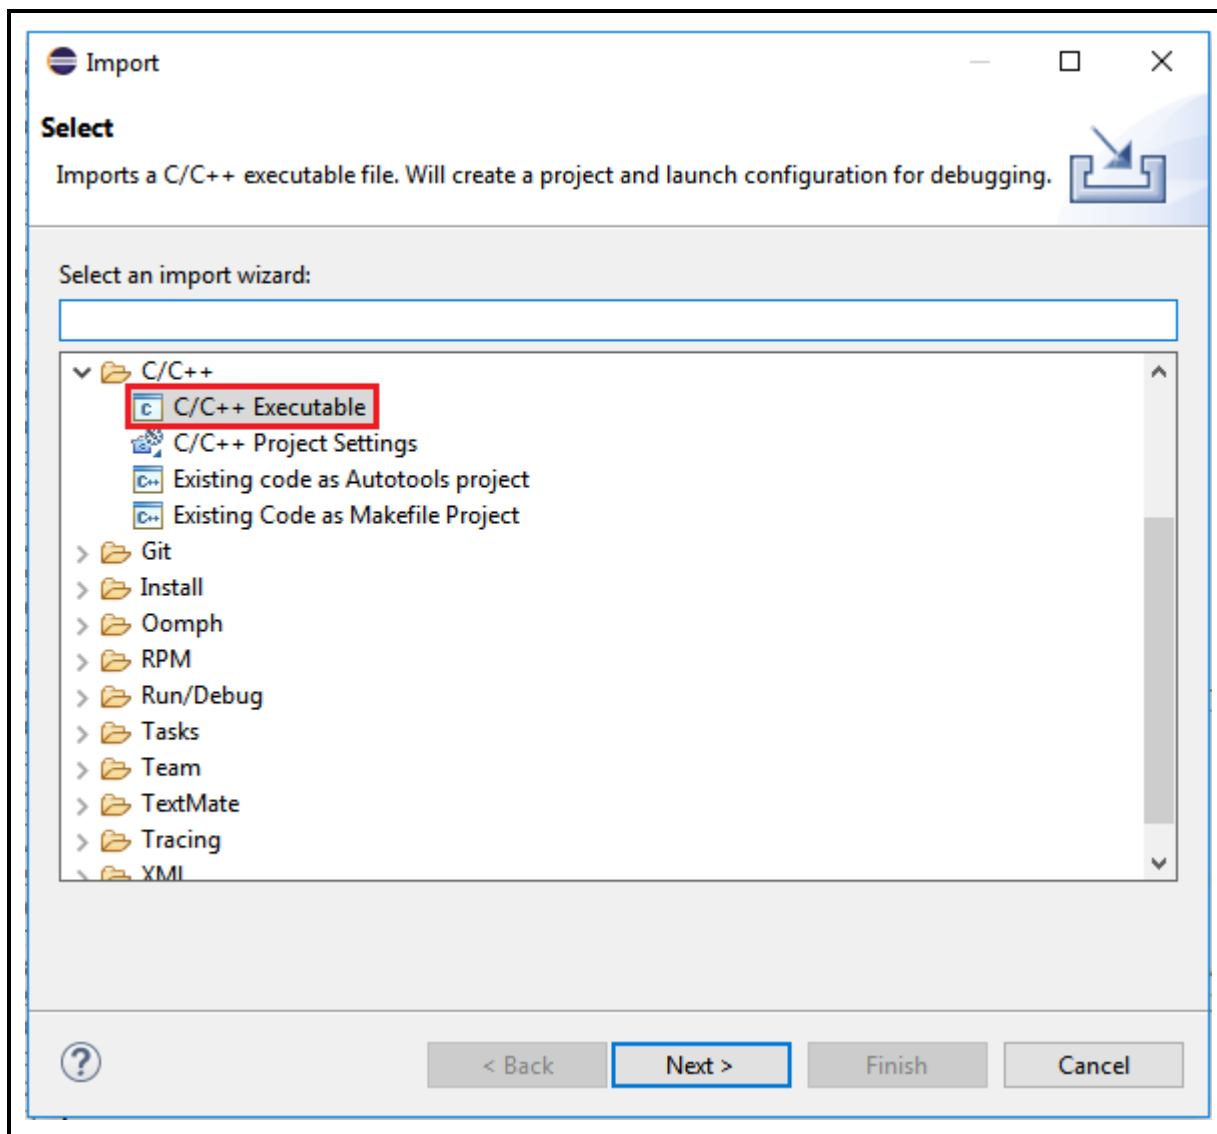 Import
Select
Imports a C/C++ executable file. Will create a project and launch configuration for debugging.
Select an import wizard:
C/C++
C/C++ Executable
C/C++ Project Settings
Existing code as Autotools project
Existing Code as Makefile Project
Git
Install
Oomph
RPM
Run/Debug
Tasks
Team
TextMate
Tracing
XML
< Back Next > Finish Cancel